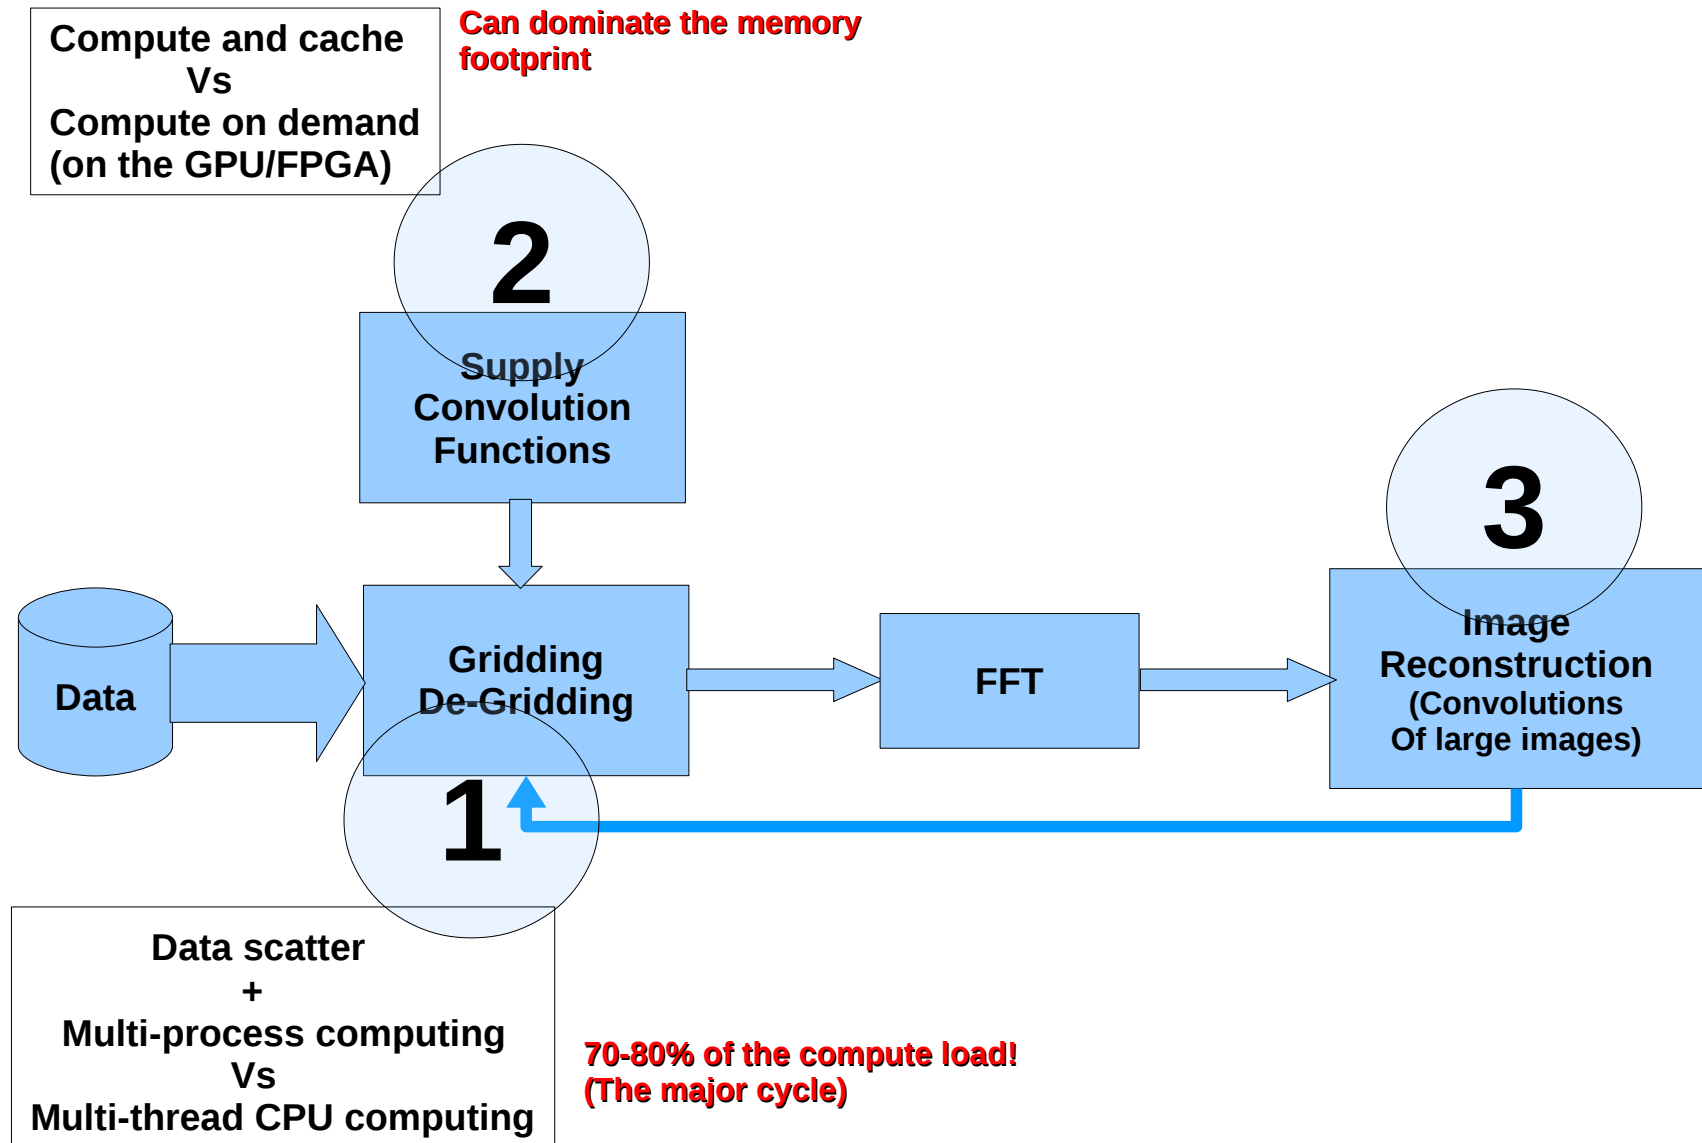 Compute and cache
Vs
Compute on demand
(on the GPU/FPGA)
Can dominate the memory
footprint
2
Supply
Convolution
Functions
3
Data
Gridding
De-Gridding
FFT
Image
Reconstruction
(Convolutions
Of large images)
1
Data scatter
+
Multi-process computing
Vs
Multi-thread CPU computing
70-80% of the compute load!
(The major cycle)